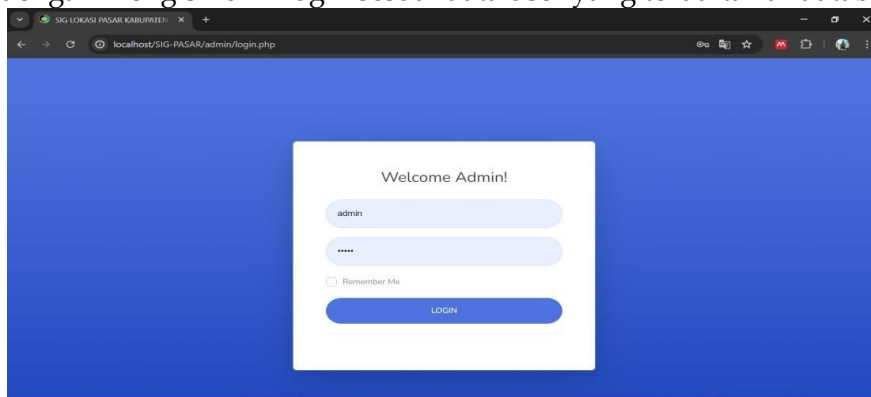 SIG LOKASI PASAR KABUPATEN
localhost/SIG-PASAR/admin/login.php
Welcome Admin!
admin
•••••
Remember Me
LOGIN